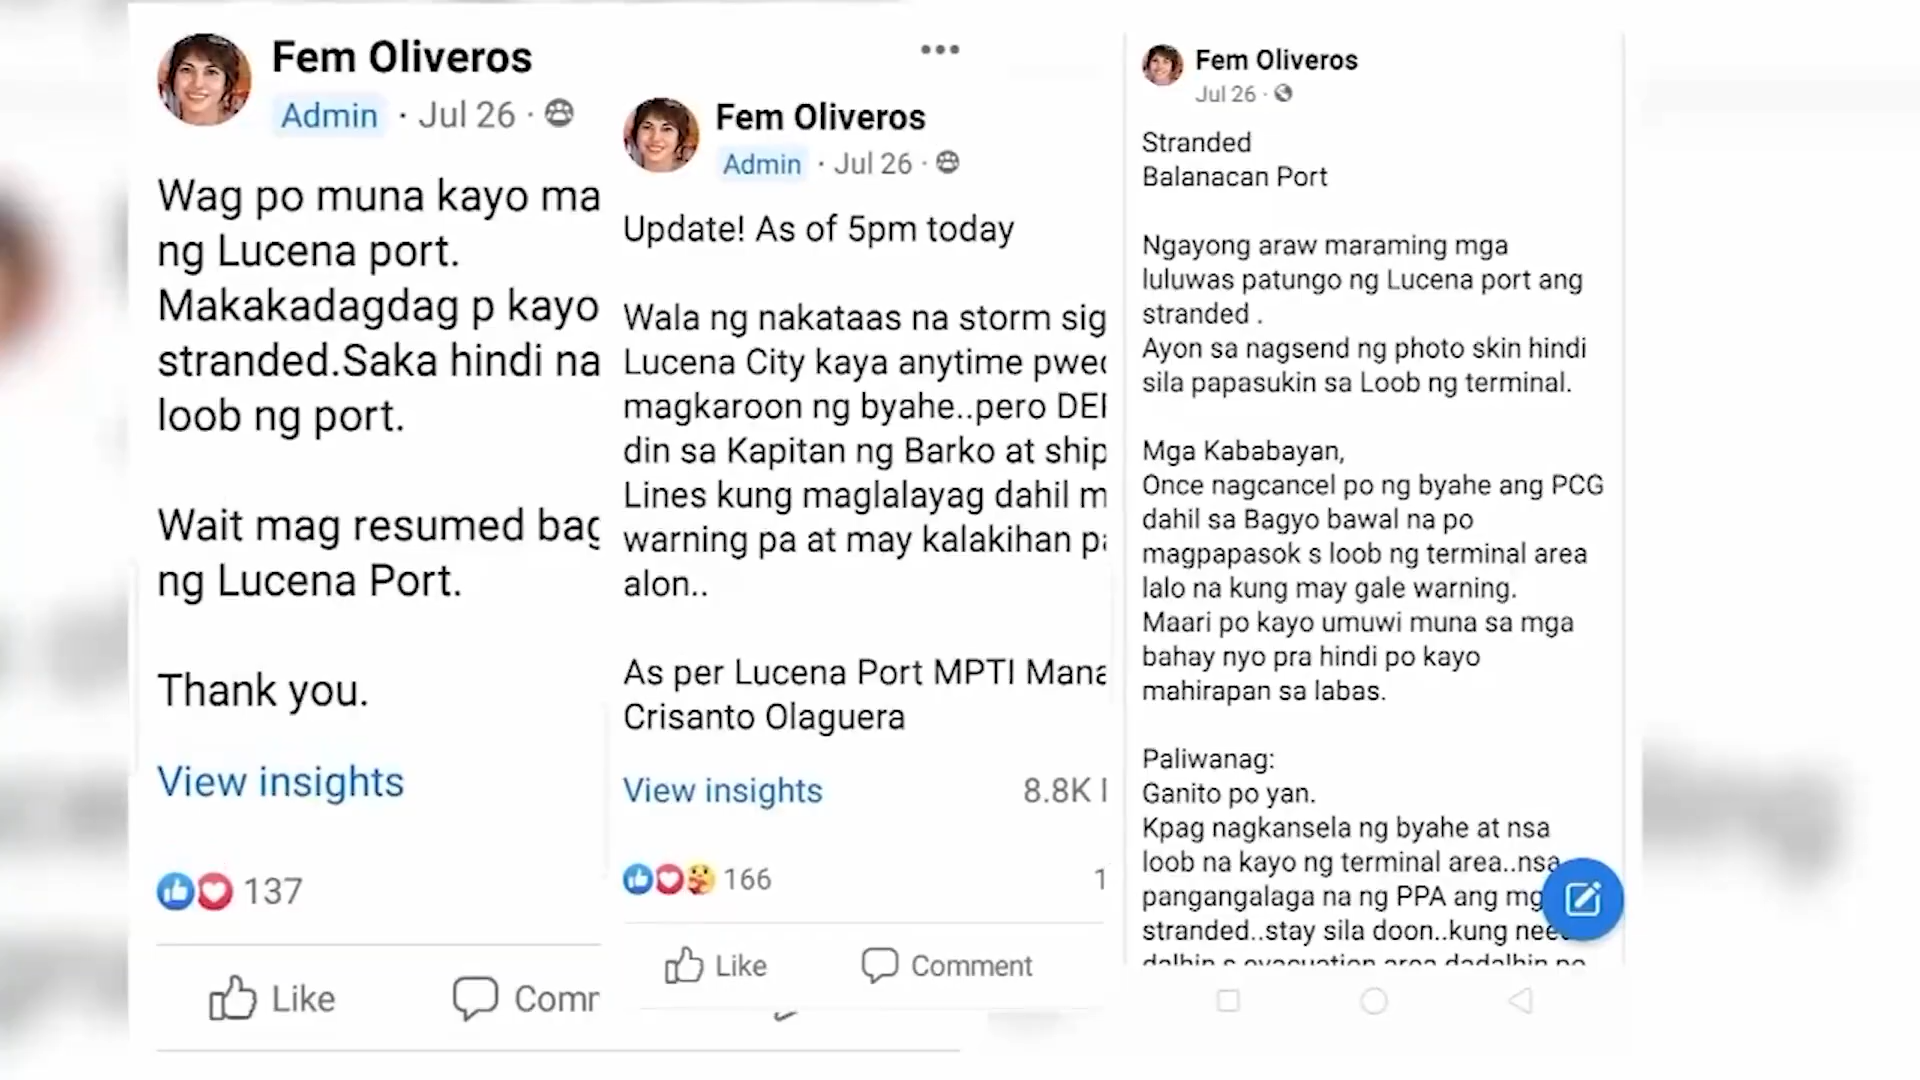 Fem Oliveros
Admin · Jul 26 ·
Wag po muna kayo ma
ng Lucena port.
Makakadagdag p kayo
stranded.Saka hindi na
loob ng port.
Wait mag resumed
ng Lucena Port.
Thank you.
View insights
137
Like
Fem Oliveros
Admin · Jul 26 ·
Update! As of 5pm today
Wala ng nakataas na storm sig
Lucena City kaya anytime
magkaroon ng byahe..pero
din sa Kapitan ng Barko at ship
Lines kung maglalayag dahil m
warning pa at may kalakihan
alon..
As per Lucena Port MPTI Mana
Crisanto Olaguera
View insights
8.8K
166
1
Like
Comment
Fem Oliveros
Jul 26 ·
Stranded
Balanacan Port
Ngayong araw maraming mga
luluwas patungo ng Lucena port ang
stranded .
Ayon sa nagsend ng photo skin hindi
sila papasukin sa Loob ng terminal.
Mga Kababayan,
Once nagcancel po ng byahe ang PCG
dahil sa Bagyo bawal na po
magpapasok s loob ng terminal area
lalo na kung may gale warning.
Maari po kayo umuwi muna sa mga
bahay nyo pra hindi po kayo
mahirapan sa labas.
Paliwanag:
Ganito po yan.
Kpag nagkansela ng byahe at nsa
loob na kayo ng terminal area..nsa
pangangalaga na ng PPA ang mg
stranded..stay sila doon..kung nee